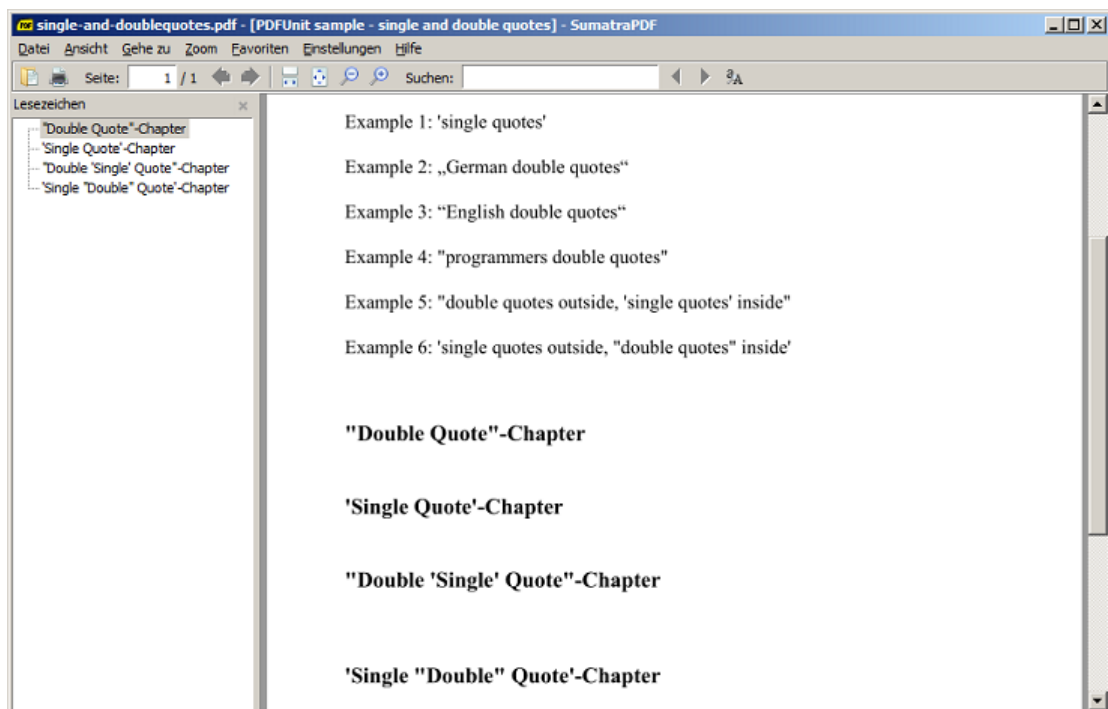 single-and-doublequotes.pdf - [PDFUnit sample - single and double quotes] - SumatraPDF
Datei Ansicht Gehe zu Zoom Favoriten Einstellungen Hilfe
Seite: 1 / 1 Suchen:
Lesezeichen
"Double Quote"-Chapter
'Single Quote'-Chapter
"Double 'Single' Quote"-Chapter
'Single "Double" Quote'-Chapter
Example 1: 'single quotes'
Example 2: „German double quotes“
Example 3: “English double quotes“
Example 4: "programmers double quotes"
Example 5: "double quotes outside, 'single quotes' inside"
Example 6: 'single quotes outside, "double quotes" inside'
"Double Quote"-Chapter
'Single Quote'-Chapter
"Double 'Single' Quote"-Chapter
'Single "Double" Quote'-Chapter